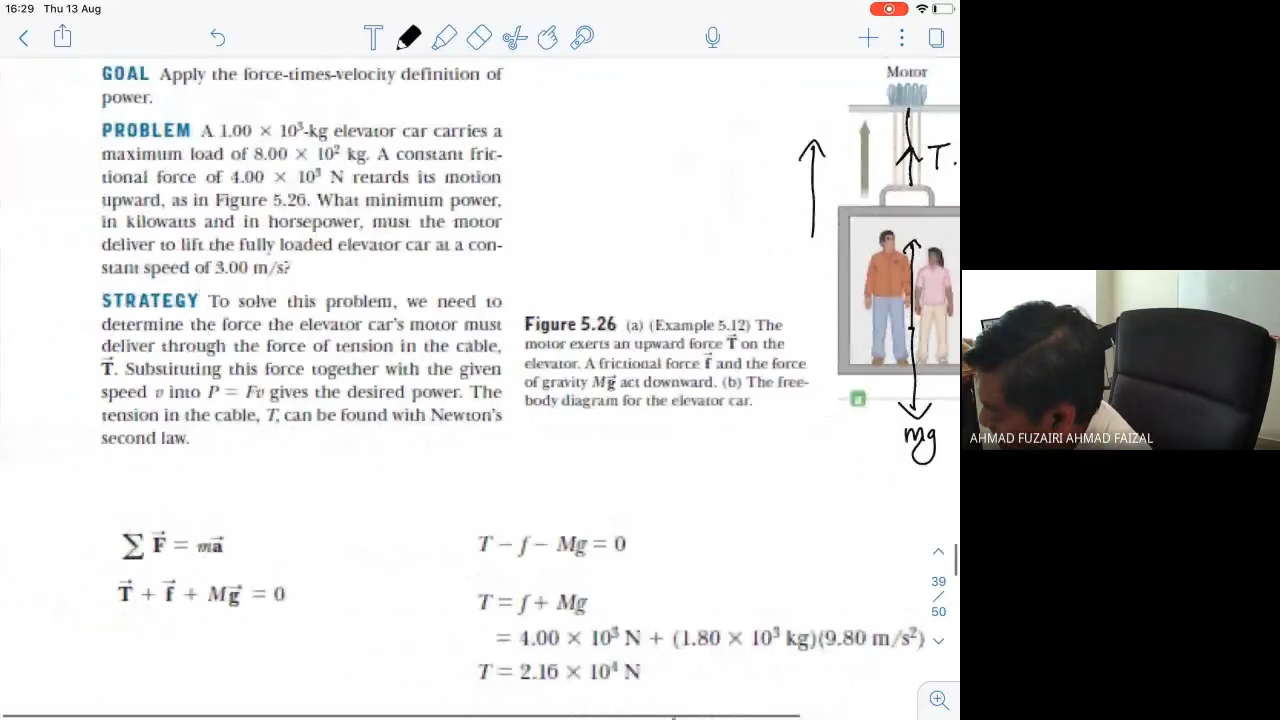 16:29 Thu 13 Aug
GOAL Apply the force-times-velocity definition of
power.
PROBLEM A 1.00 × 10³-kg elevator car carries a
maximum load of 8.00 × 10² kg. A constant fric-
tional force of 4.00 × 10³ N retards its motion
upward, as in Figure 5.26. What minimum power,
in kilowatts and in horsepower, must the motor
deliver to lift the fully loaded elevator car at a con-
stant speed of 3.00 m/s?
STRATEGY To solve this problem, we need to
determine the force the elevator car's motor must
deliver through the force of tension in the cable,
T⃗. Substituting this force together with the given
speed v into P = Fv gives the desired power. The
tension in the cable, T, can be found with Newton's
second law.
Motor
T.
mg
Figure 5.26 (a) (Example 5.12) The
motor exerts an upward force T⃗ on the
elevator. A frictional force f⃗ and the force
of gravity Mg⃗ act downward. (b) The free-
body diagram for the elevator car.
∑ F⃗ = ma⃗
T⃗ + f⃗ + Mg⃗ = 0
T − f − Mg = 0
T = f + Mg
= 4.00 × 10³ N + (1.80 × 10³ kg)(9.80 m/s²)
T = 2.16 × 10⁴ N
39
/
50
AHMAD FUZAIRI AHMAD FAIZAL